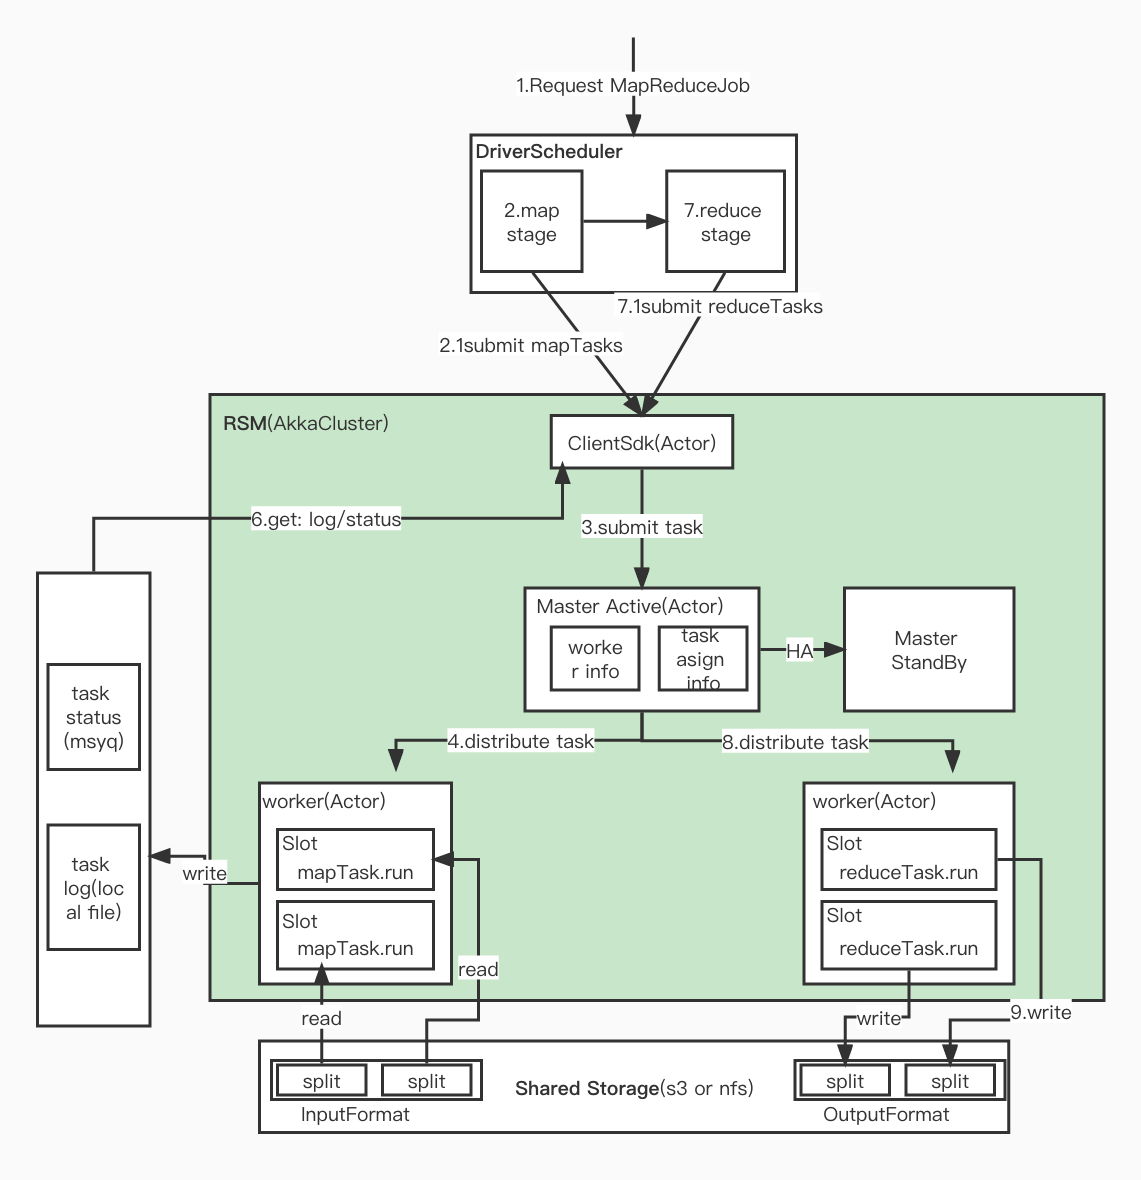 1.Request MapReduceJob
DriverScheduler
2.map
stage
7.reduce
stage
7.1submit reduceTasks
2.1submit mapTasks
RSM(AkkaCluster)
ClientSdk(Actor)
6.get: log/status
3.submit task
Master Active(Actor)
worke
r info
task
asign
info
HA
Master
StandBy
task
status
(msyq)
task
log(loc
al file)
4.distribute task
8.distribute task
worker(Actor)
Slot
mapTask.run
Slot
mapTask.run
write
read
read
worker(Actor)
Slot
reduceTask.run
Slot
reduceTask.run
write
9.write
split
split
InputFormat
Shared Storage(s3 or nfs)
split
split
OutputFormat